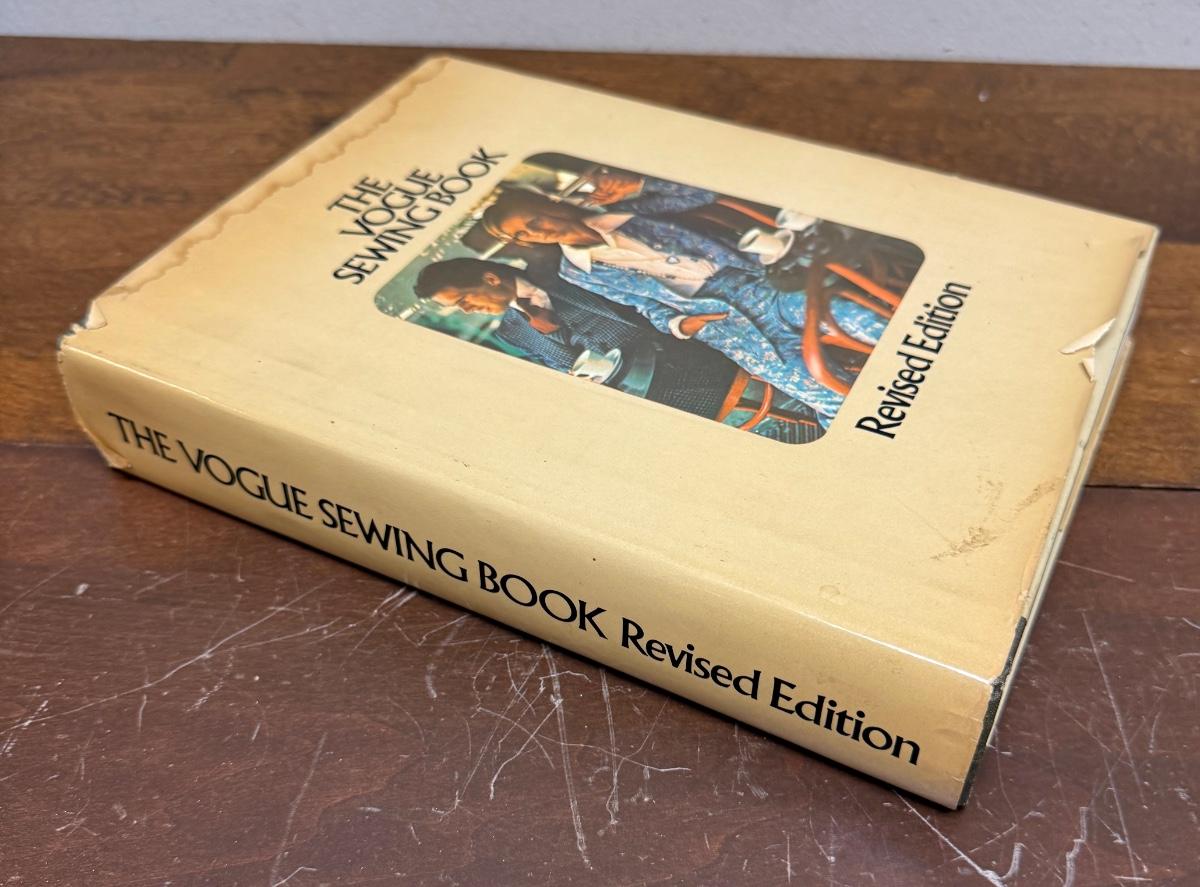 THE
VOGUE
SEWING BOOK
Revised Edition
THE VOGUE SEWING BOOK Revised Edition